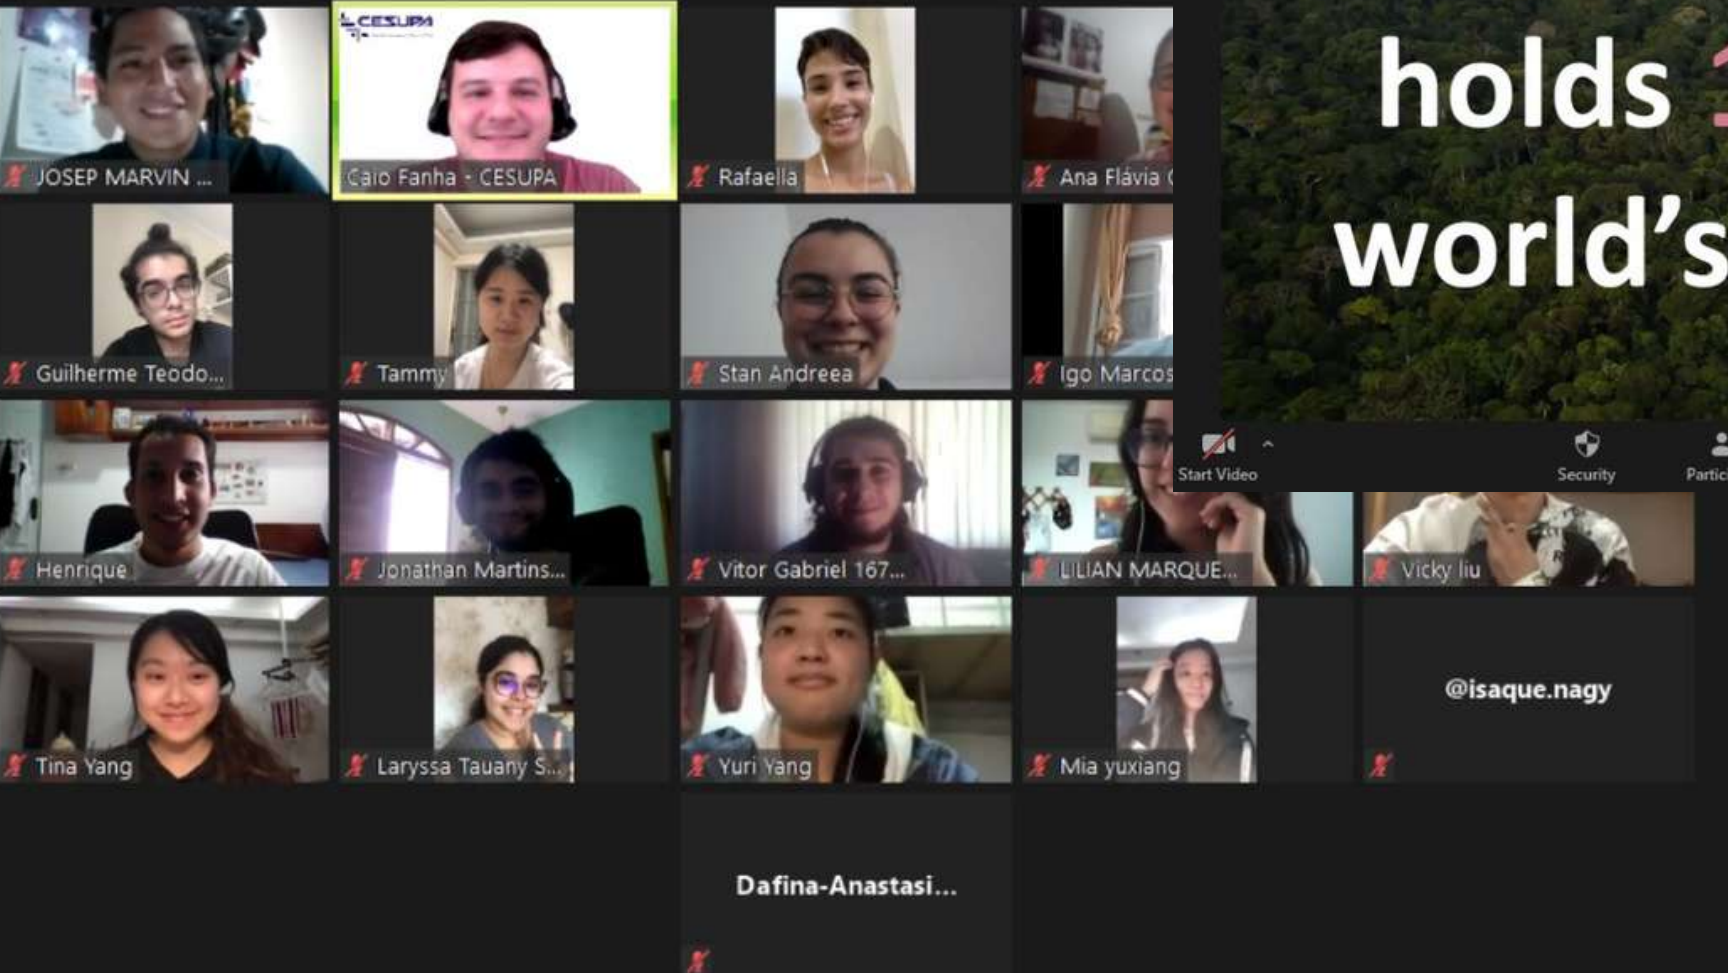 CESUPA
JOSEP MARVIN ...
Caio Fanha - CESUPA
Rafaella
Ana Flávia
holds
world's
Guilherme Teodo...
Tammy
Stan Andreea
Igo Marcos
Start Video
Security
Henrique
Jonathan Martins...
Vitor Gabriel 167...
LILIAN MARQUE...
Vicky liu
Tina Yang
Laryssa Tauany S...
Yuri Yang
Mia yuxiang
@isaque.nagy
Dafina-Anastasi...